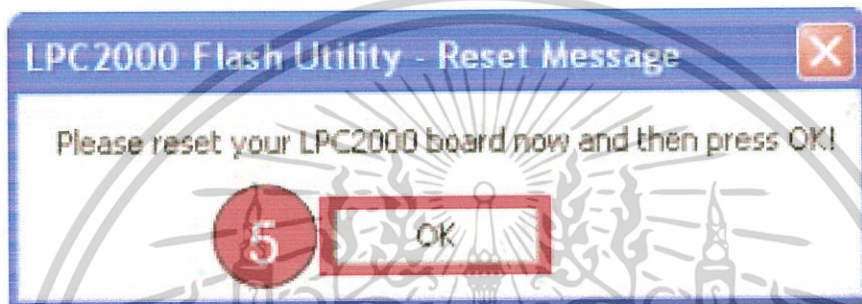 LPC2000 Flash Utility - Reset Message
Please reset your LPC2000 board now and then press OK!
5
OK